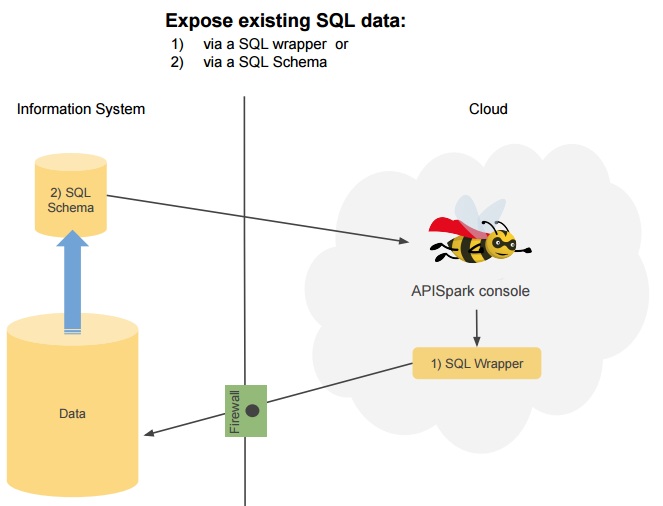 Expose existing SQL data:
1) via a SQL wrapper or
2) via a SQL Schema
Information System
Cloud
2) SQL
Schema
APISpark console
1) SQL Wrapper
Firewall
Data